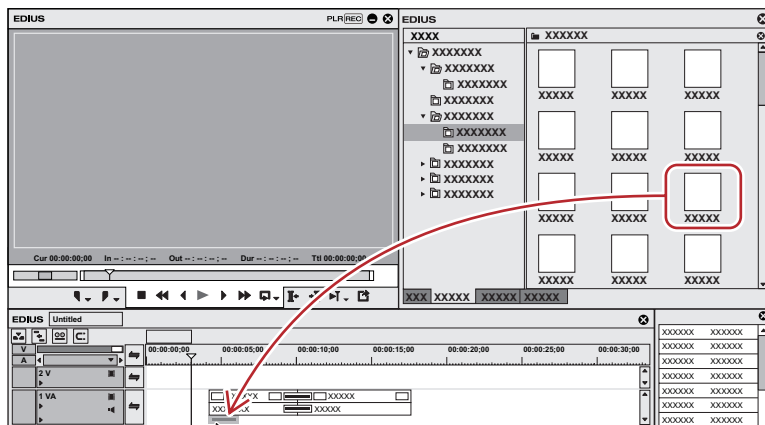 EDIUS PLR REC
Cur 00:00:00;00 In -- : -- : -- ; -- Out -- : -- : -- ; -- Dur -- : -- : -- ; -- Ttl 00:00:00;00
EDIUS
XXXX
XXXXXXX
XXXXXXX
XXXXXXX
XXXXXXX
XXXXXXX
XXXXXXX
XXXXXXX
XXXXXXX
XXXXXXX
XXXXXXX
XXXXXX
XXXXX XXXXX XXXXX
XXXXX XXXXX XXXXX
XXXXX XXXXX XXXXX
XXXXX XXXXX XXXXX
XXX XXXXX XXXXX XXXXX
EDIUS Untitled
00:00:00;00 00:00:05;00 00:00:10;00 00:00:15;00 00:00:20;00 00:00:25;00 00:00:30;00
V
A
2 V
1 VA
XXXXX
XXXXX
XXXXXX XXXXXX
XXXXXX XXXXXX
XXXXXX XXXXXX
XXXXXX XXXXXX
XXXXXX XXXXXX
XXXXXX XXXXXX
XXXXXX XXXXXX